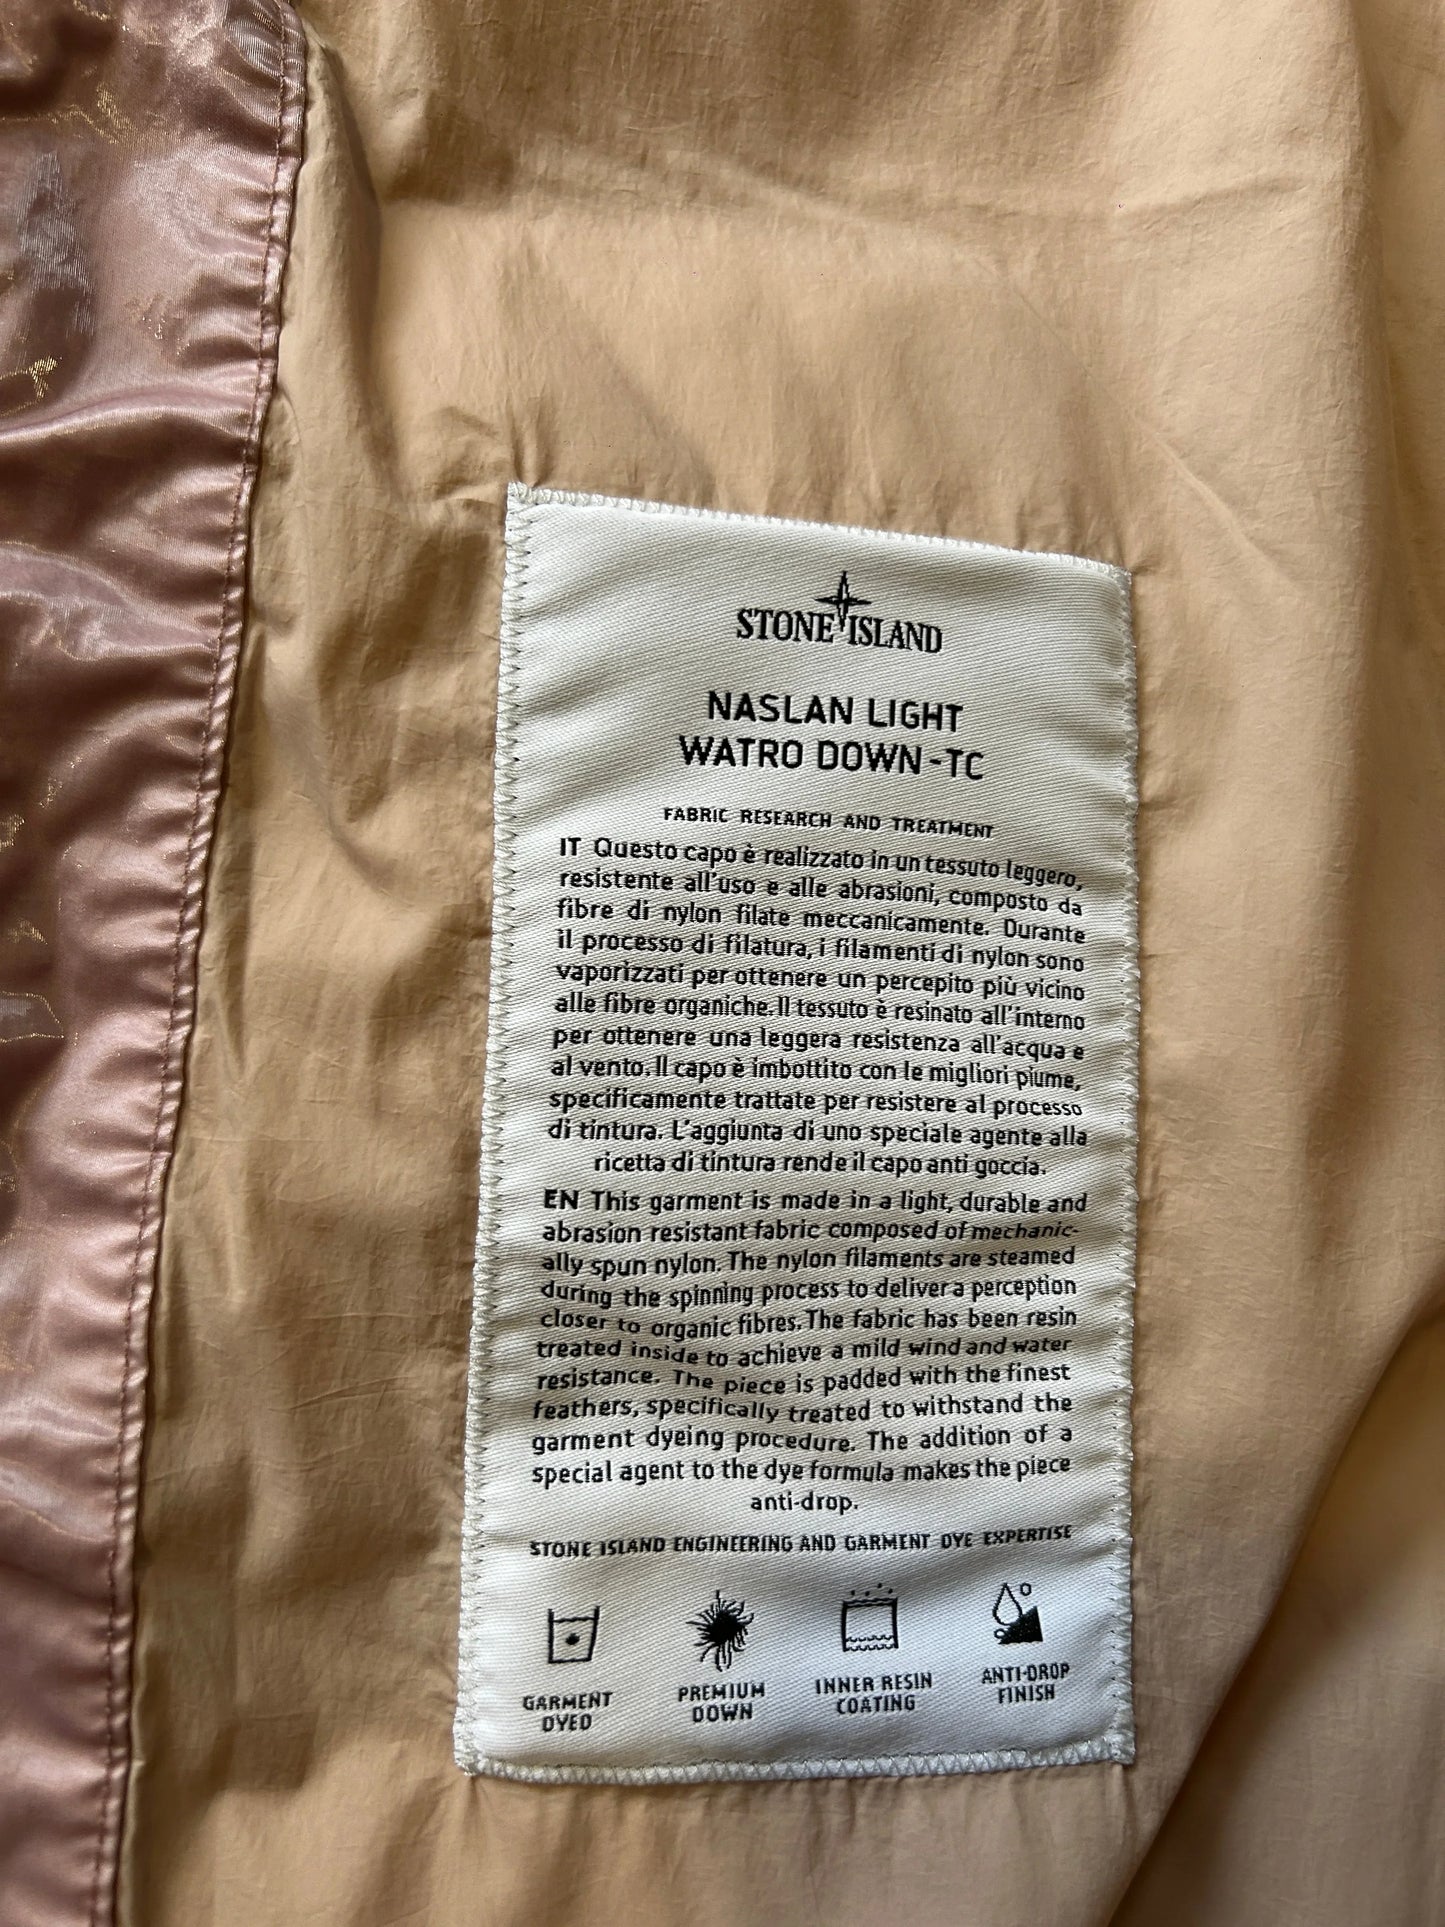 STONE ISLAND
NASLAN LIGHT
WATRO DOWN-TC
FABRIC RESEARCH AND TREATMENT
IT Questo capo è realizzato in un tessuto leggero,
resistente all'uso e alle abrasioni, composto da
fibre di nylon filate meccanicamente. Durante
il processo di filatura, i filamenti di nylon sono
vaporizzati per ottenere un percepito più vicino
alle fibre organiche. Il tessuto è resinato all'interno
per ottenere una leggera resistenza all'acqua e
al vento. Il capo è imbottito con le migliori piume,
specificamente trattate per resistere al processo
di tintura. L'aggiunta di uno speciale agente alla
ricetta di tintura rende il capo anti goccia.
EN This garment is made in a light, durable and
abrasion resistant fabric composed of mechanic-
ally spun nylon. The nylon filaments are steamed
during the spinning process to deliver a perception
closer to organic fibres. The fabric has been resin
treated inside to achieve a mild wind and water
resistance. The piece is padded with the finest
feathers, specifically treated to withstand the
garment dyeing procedure. The addition of a
special agent to the dye formula makes the piece
anti-drop.
STONE ISLAND ENGINEERING AND GARMENT DYE EXPERTISE
GARMENT
DYED
PREMIUM
DOWN
INNER RESIN
COATING
ANTI-DROP
FINISH